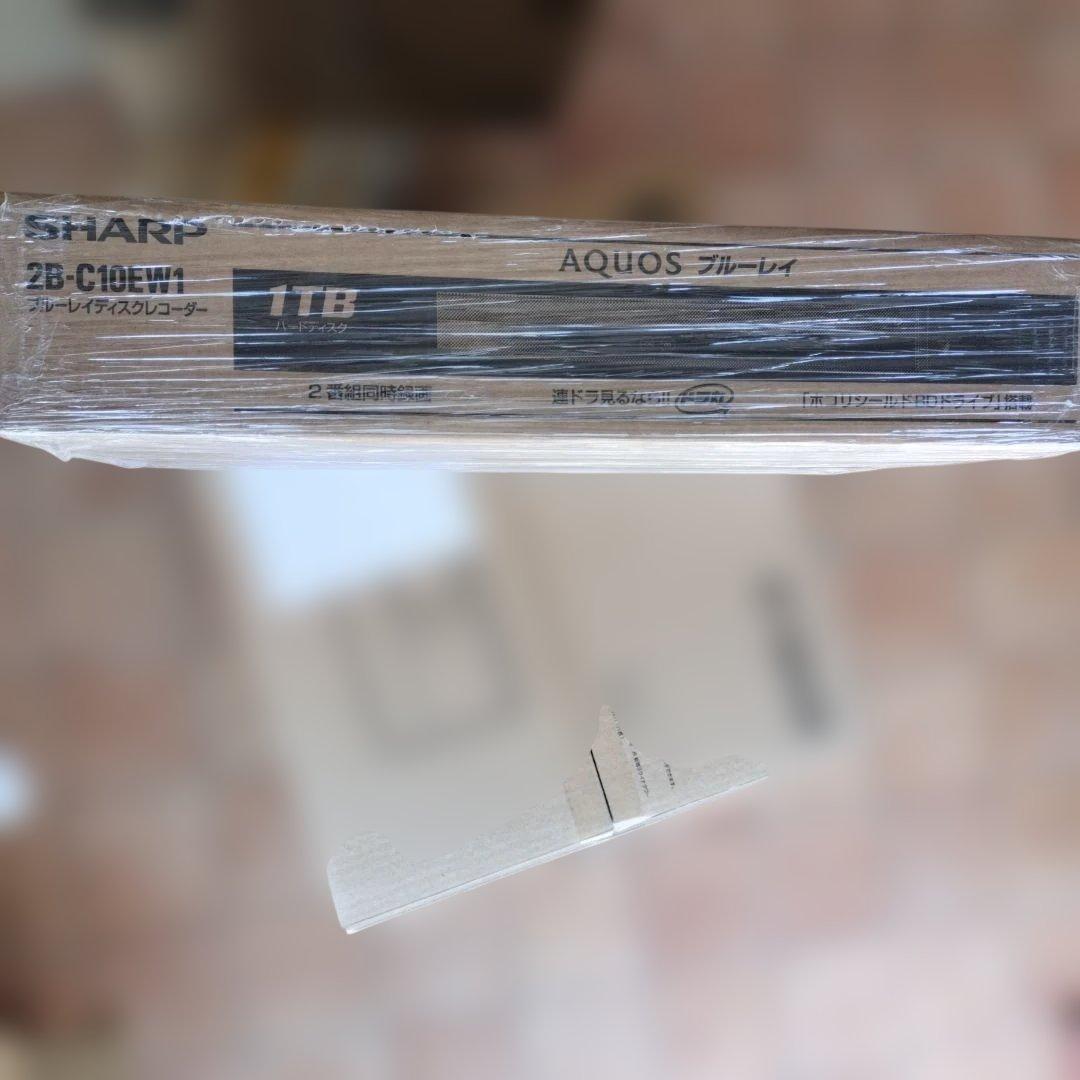 SHARP
2B-C10EW1
ブルーレイディスクレコーダー
AQUOS ブルーレイ
1TB
ハードディスク
2番組同時録画
連ドラ見るなら!! ドラ丸
「ホコリシールドBDドライブ」搭載